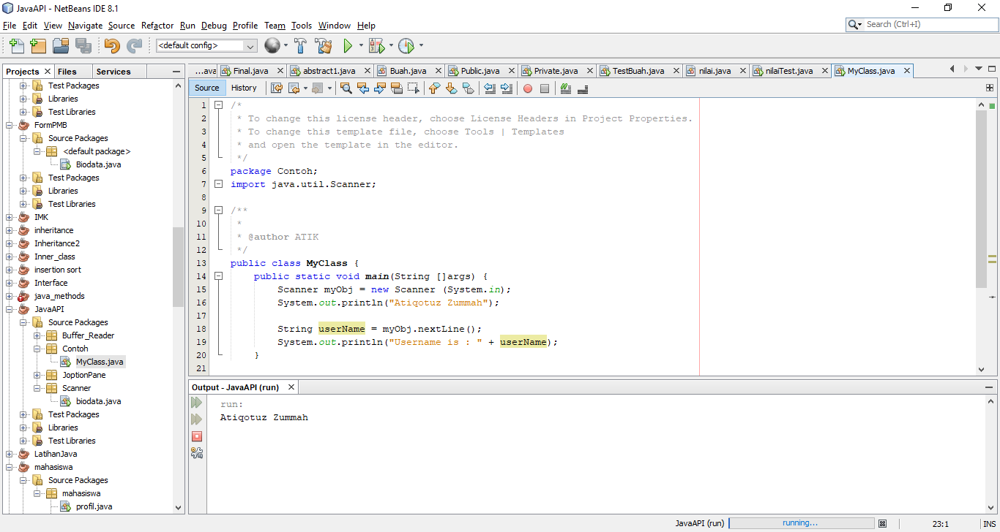 JavaAPI - NetBeans IDE 8.1
File Edit View Navigate Source Refactor Run Debug Profile Team Tools Window Help
Search (Ctrl+I)
<default config>
Projects Files Services
Test Packages
Libraries
Test Libraries
FormPMB
Source Packages
<default package>
Biodata.java
Test Packages
Libraries
Test Libraries
IMK
inheritance
Inheritance2
Inner_class
insertion sort
Interface
java_methods
JavaAPI
Source Packages
Buffer_Reader
Contoh
MyClass.java
JoptionPane
Scanner
biodata.java
Test Packages
Libraries
Test Libraries
LatihanJava
mahasiswa
Source Packages
mahasiswa
profil.java
...ava Final.java abstract1.java Buah.java Public.java Private.java TestBuah.java nilai.java nilaiTest.java MyClass.java
Source History
1 /*
2 * To change this license header, choose License Headers in Project Properties.
3 * To change this template file, choose Tools | Templates
4 * and open the template in the editor.
5 */
6 package Contoh;
7 import java.util.Scanner;
8
9 /**
10 *
11 * @author ATIK
12 */
13 public class MyClass {
14 public static void main(String []args) {
15 Scanner myObj = new Scanner (System.in);
16 System.out.println("Atiqotuz Zummah");
17
18 String userName = myObj.nextLine();
19 System.out.println("Username is : " + userName);
20 }
21
Output - JavaAPI (run)
run:
Atiqotuz Zummah
JavaAPI (run) running... 23:1 INS